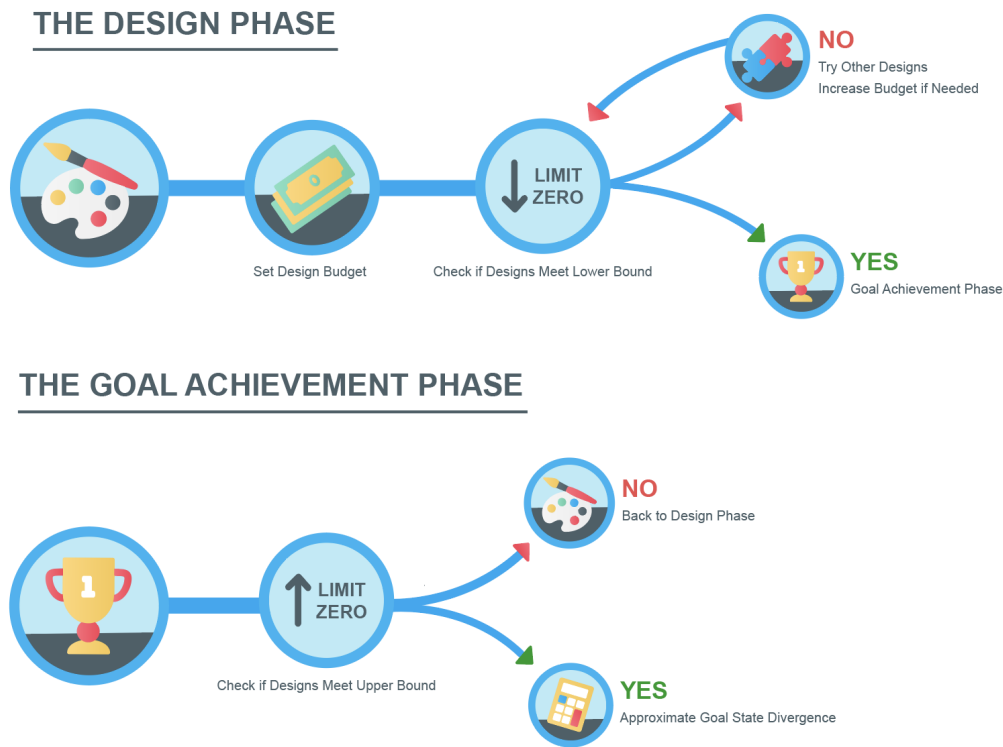 THE DESIGN PHASE
NO
Try Other Designs
Increase Budget if Needed
LIMIT
ZERO
Set Design Budget
Check if Designs Meet Lower Bound
YES
1
Goal Achievement Phase
THE GOAL ACHIEVEMENT PHASE
NO
Back to Design Phase
1
LIMIT
ZERO
Check if Designs Meet Upper Bound
YES
Approximate Goal State Divergence